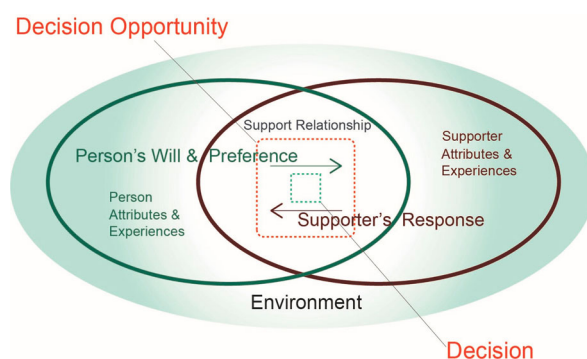 Decision Opportunity
Support Relationship
Person's Will & Preference
Supporter
Attributes &
Experiences
Person
Attributes &
Experiences
Supporter's Response
Environment
Decision